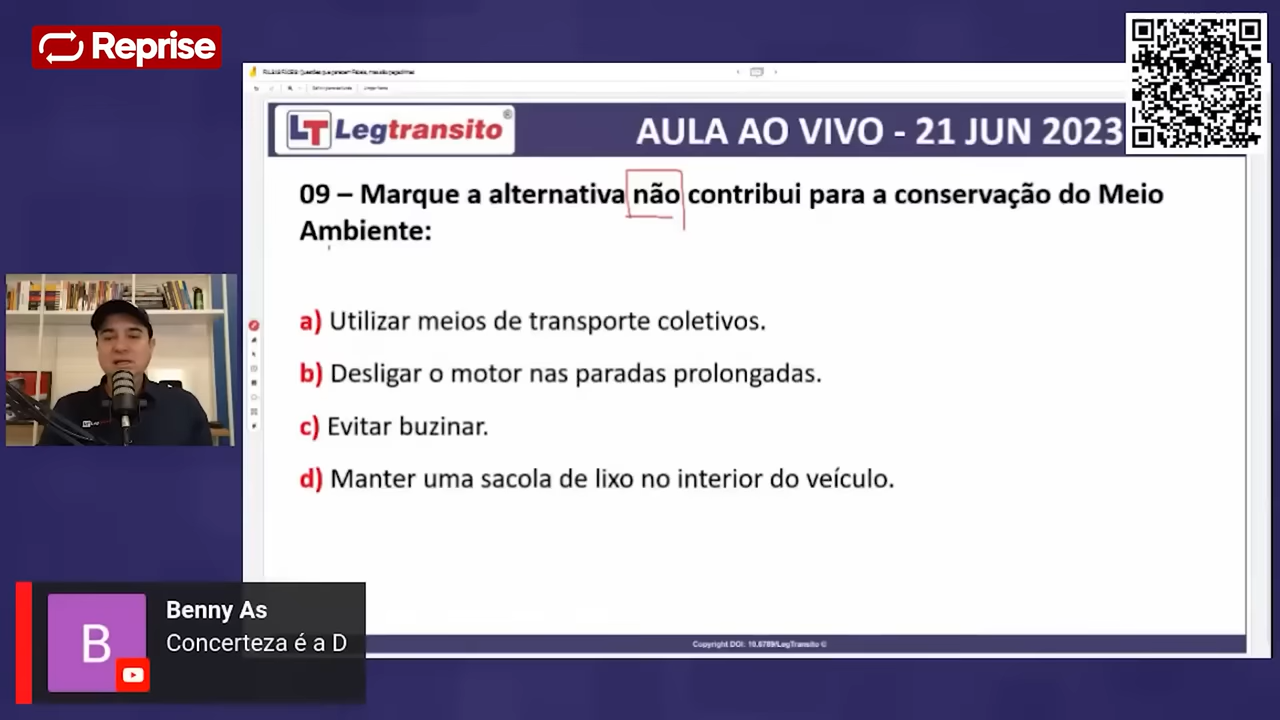 Reprise
LT Legtransito®
AULA AO VIVO - 21 JUN 2023
09 – Marque a alternativa não contribui para a conservação do Meio
Ambiente:
a) Utilizar meios de transporte coletivos.
b) Desligar o motor nas paradas prolongadas.
c) Evitar buzinar.
d) Manter uma sacola de lixo no interior do veículo.
B
Benny As
Concerteza é a D
Copyright DOI: 10.6789/LegTransito ©